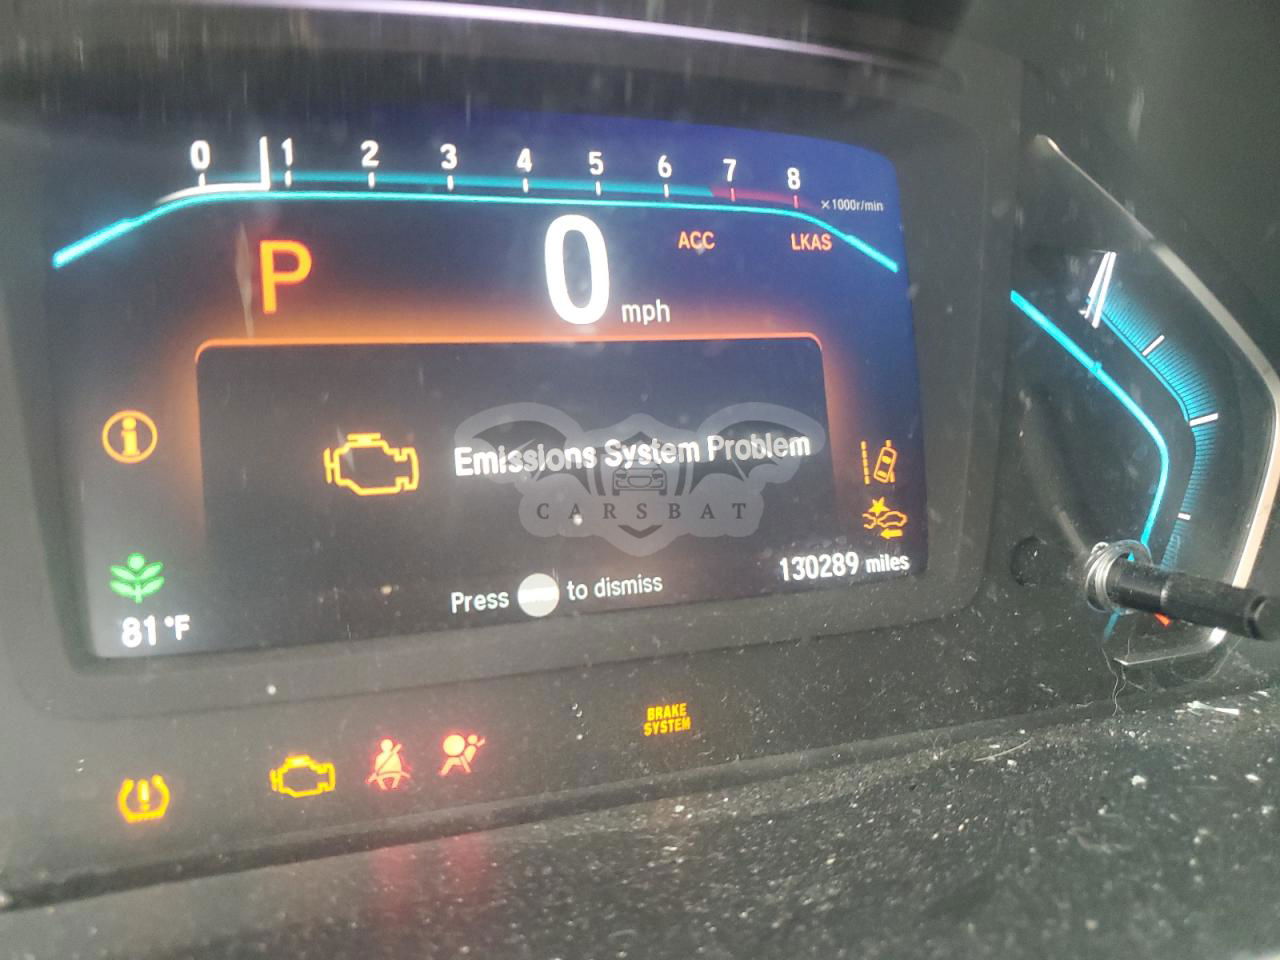 0 1 2 3 4 5 6 7 8
×1000r/min
P
0 mph
ACC
LKAS
Emissions System Problem
CARSBAT
Press to dismiss
130289 miles
81°F
BRAKE
SYSTEM